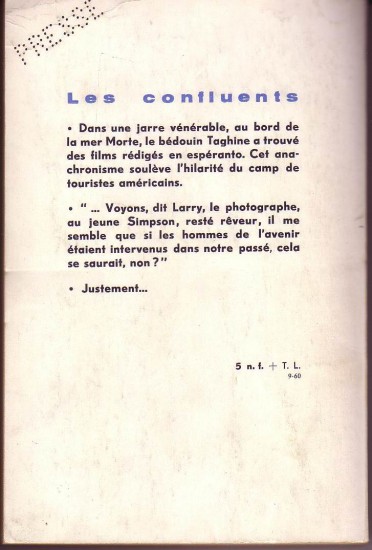 PRESSE
Les confluents
• Dans une jarre vénérable, au bord de
la mer Morte, le bédouin Taghine a trouvé
des films rédigés en espéranto. Cet ana-
chronisme soulève l'hilarité du camp de
touristes américains.
• " ... Voyons, dit Larry, le photographe,
au jeune Simpson, resté rêveur, il me
semble que si les hommes de l'avenir
étaient intervenus dans notre passé, cela
se saurait, non ? "
• Justement...
5 n. f. + T. L.
9-60